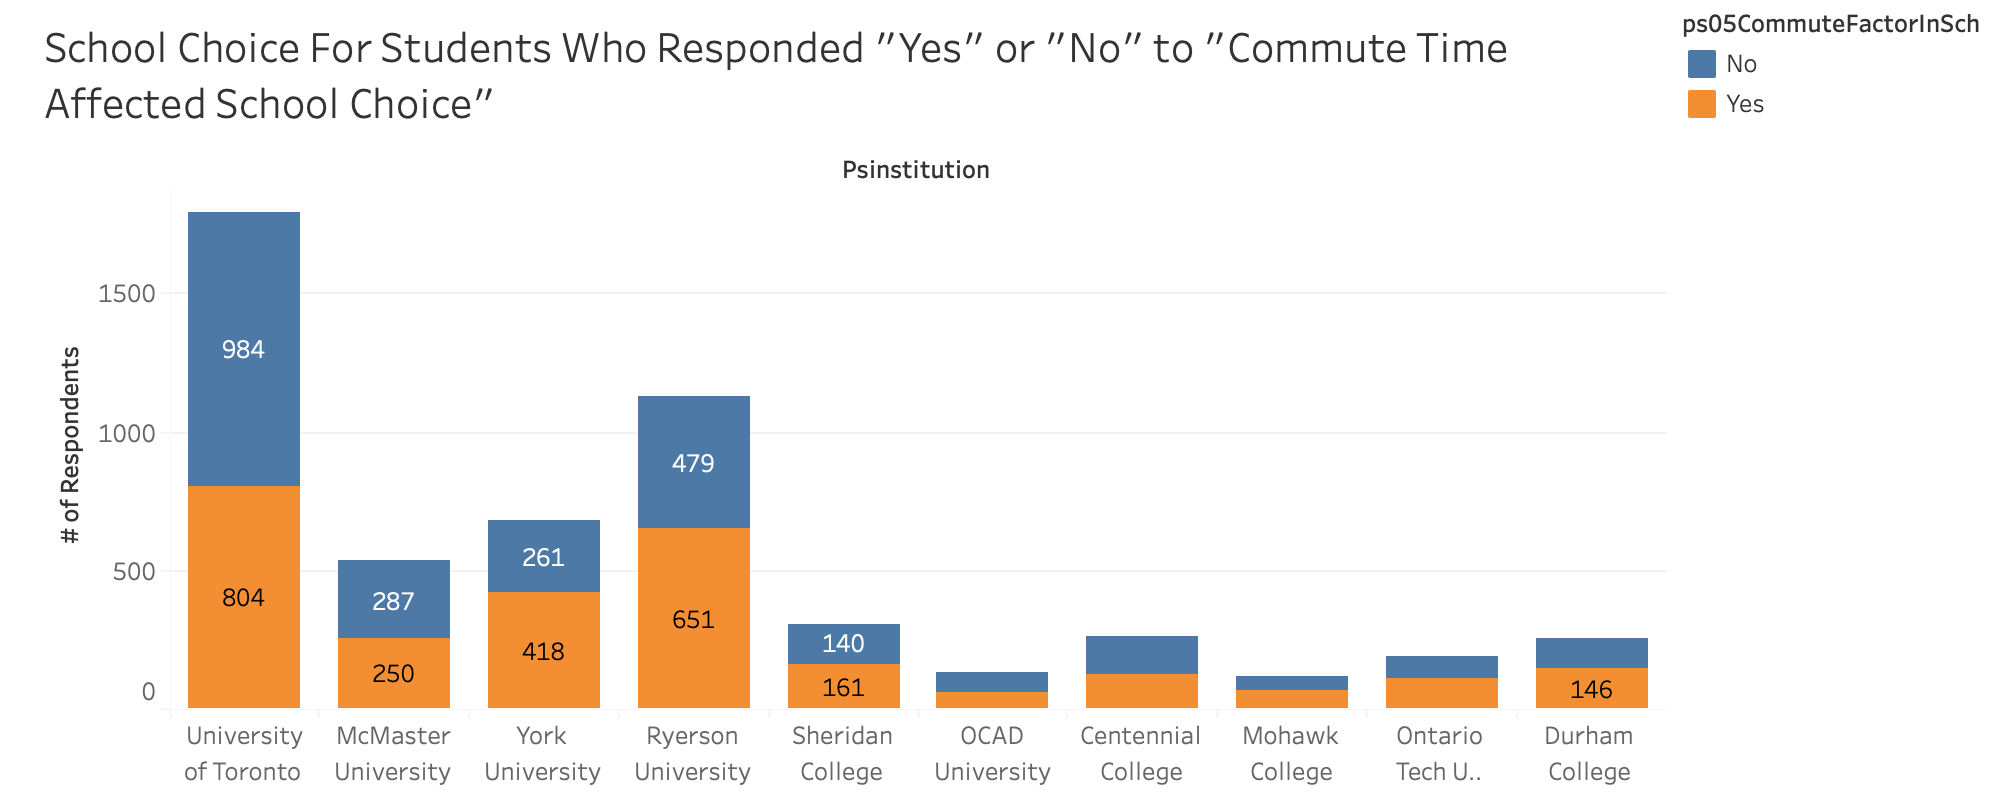 School Choice For Students Who Responded "Yes" or "No" to "Commute Time
Affected School Choice"
ps05CommuteFactorInSch
No
Yes
Psinstitution
# of Respondents
1500
1000
500
0
984
804
287
250
261
418
479
651
140
161
146
University
of Toronto
McMaster
University
York
University
Ryerson
University
Sheridan
College
OCAD
University
Centennial
College
Mohawk
College
Ontario
Tech U..
Durham
College